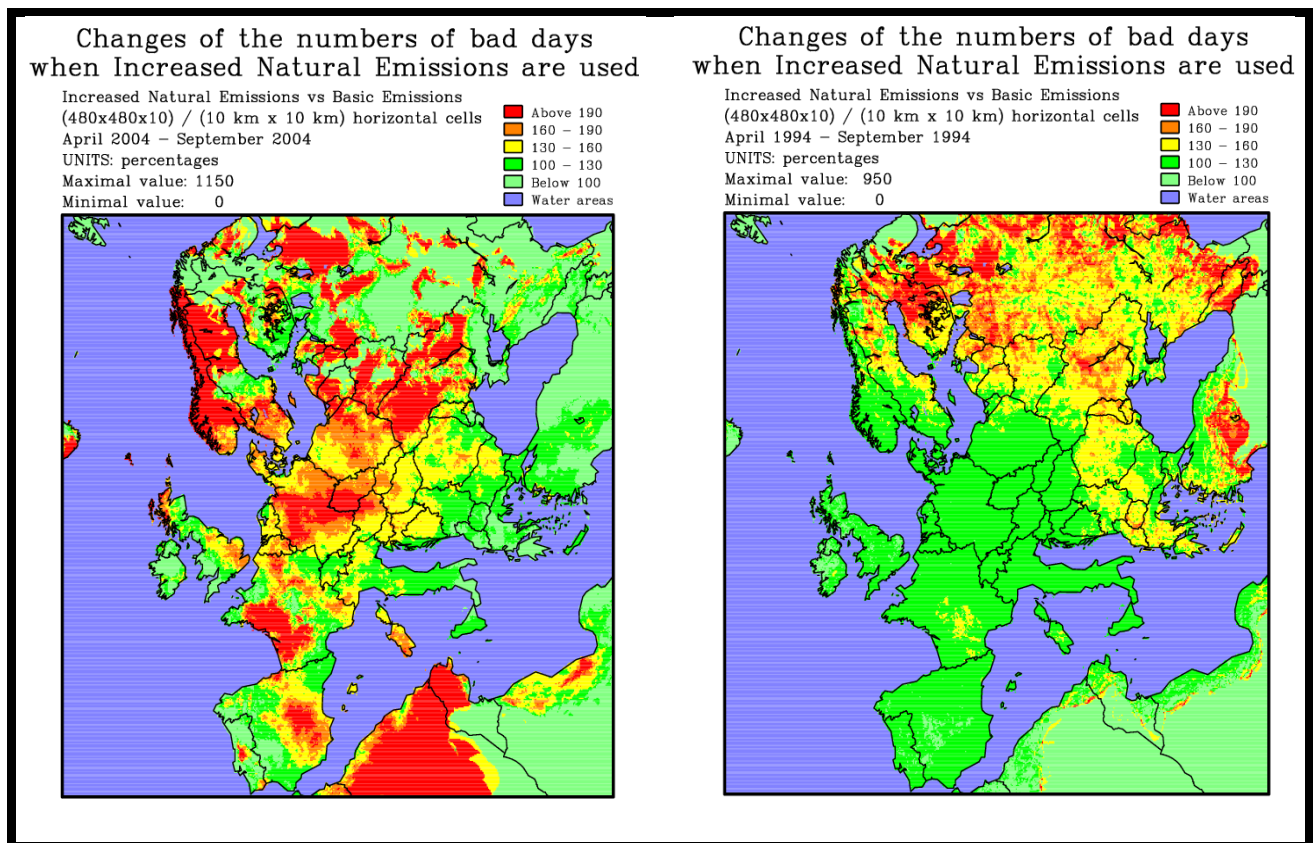 Changes of the numbers of bad days
when Increased Natural Emissions are used
Increased Natural Emissions vs Basic Emissions
(480x480x10) / (10 km x 10 km) horizontal cells
April 2004 – September 2004
UNITS: percentages
Maximal value: 1150
Minimal value: 0
Above 190
160 – 190
130 – 160
100 – 130
Below 100
Water areas
Changes of the numbers of bad days
when Increased Natural Emissions are used
Increased Natural Emissions vs Basic Emissions
(480x480x10) / (10 km x 10 km) horizontal cells
April 1994 – September 1994
UNITS: percentages
Maximal value: 950
Minimal value: 0
Above 190
160 – 190
130 – 160
100 – 130
Below 100
Water areas